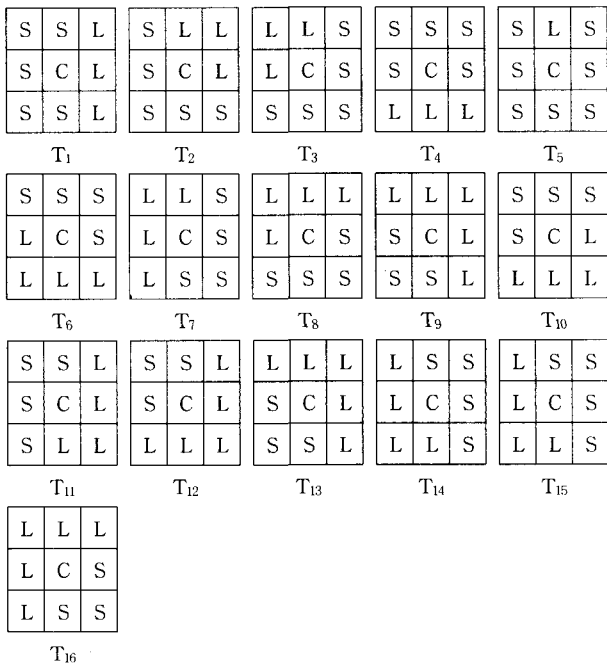 S S L S L L L L S S S S S L S
S C L S C L L C S S C S S C S
S S L S S S S S S L L L S S S
T₁ T₂ T₃ T₄ T₅
S S S L L S L L L L L L S S S
L C S L C S L C S S C L S C L
L L L L S S S S S S S L L L L
T₆ T₇ T₈ T₉ T₁₀
S S L S S L L L L L S S L S S
S C L S C L S C L L C S L C S
S L L L L L S S L L L S L L S
T₁₁ T₁₂ T₁₃ T₁₄ T₁₅
L L L
L C S
L S S
T₁₆